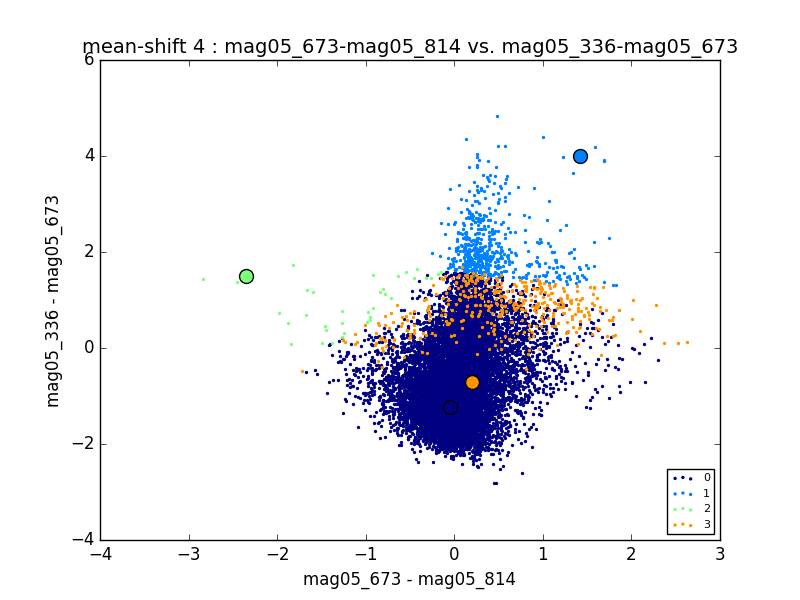 mean-shift 4 : mag05_673-mag05_814 vs. mag05_336-mag05_673
6
4
2
0
−2
−4
mag05_336 - mag05_673
0
1
2
3
−4 −3 −2 −1 0 1 2 3
mag05_673 - mag05_814